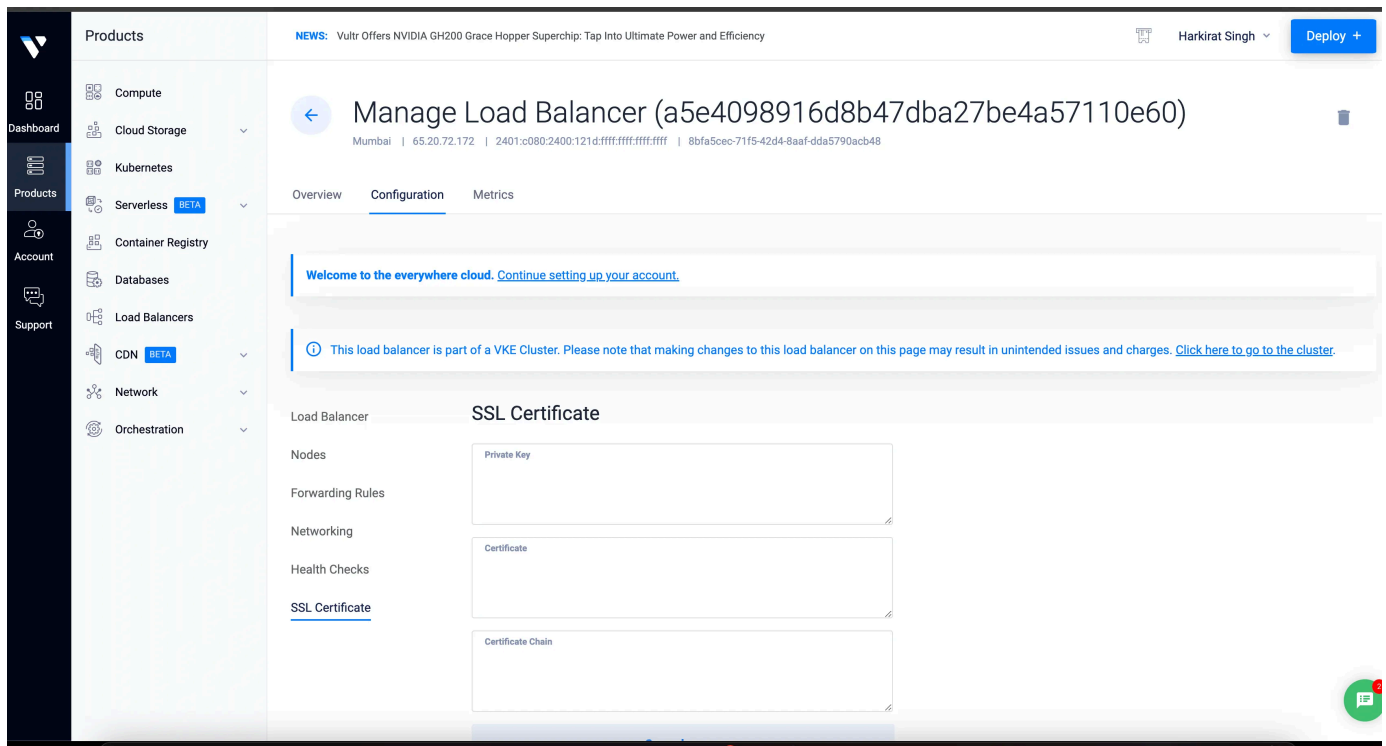 Products
NEWS: Vultr Offers NVIDIA GH200 Grace Hopper Superchip: Tap Into Ultimate Power and Efficiency
Harkirat Singh
Deploy +
Dashboard
Products
Account
Support
Compute
Cloud Storage
Kubernetes
Serverless BETA
Container Registry
Databases
Load Balancers
CDN BETA
Network
Orchestration
Manage Load Balancer (a5e4098916d8b47dba27be4a57110e60)
Mumbai | 65.20.72.172 | 2401:c080:2400:121d:ffff:ffff:ffff:ffff | 8bfa5cec-71f5-42d4-8aaf-dda5790acb48
Overview Configuration Metrics
Welcome to the everywhere cloud. Continue setting up your account.
This load balancer is part of a VKE Cluster. Please note that making changes to this load balancer on this page may result in unintended issues and charges. Click here to go to the cluster.
Load Balancer
Nodes
Forwarding Rules
Networking
Health Checks
SSL Certificate
SSL Certificate
Private Key
Certificate
Certificate Chain
2